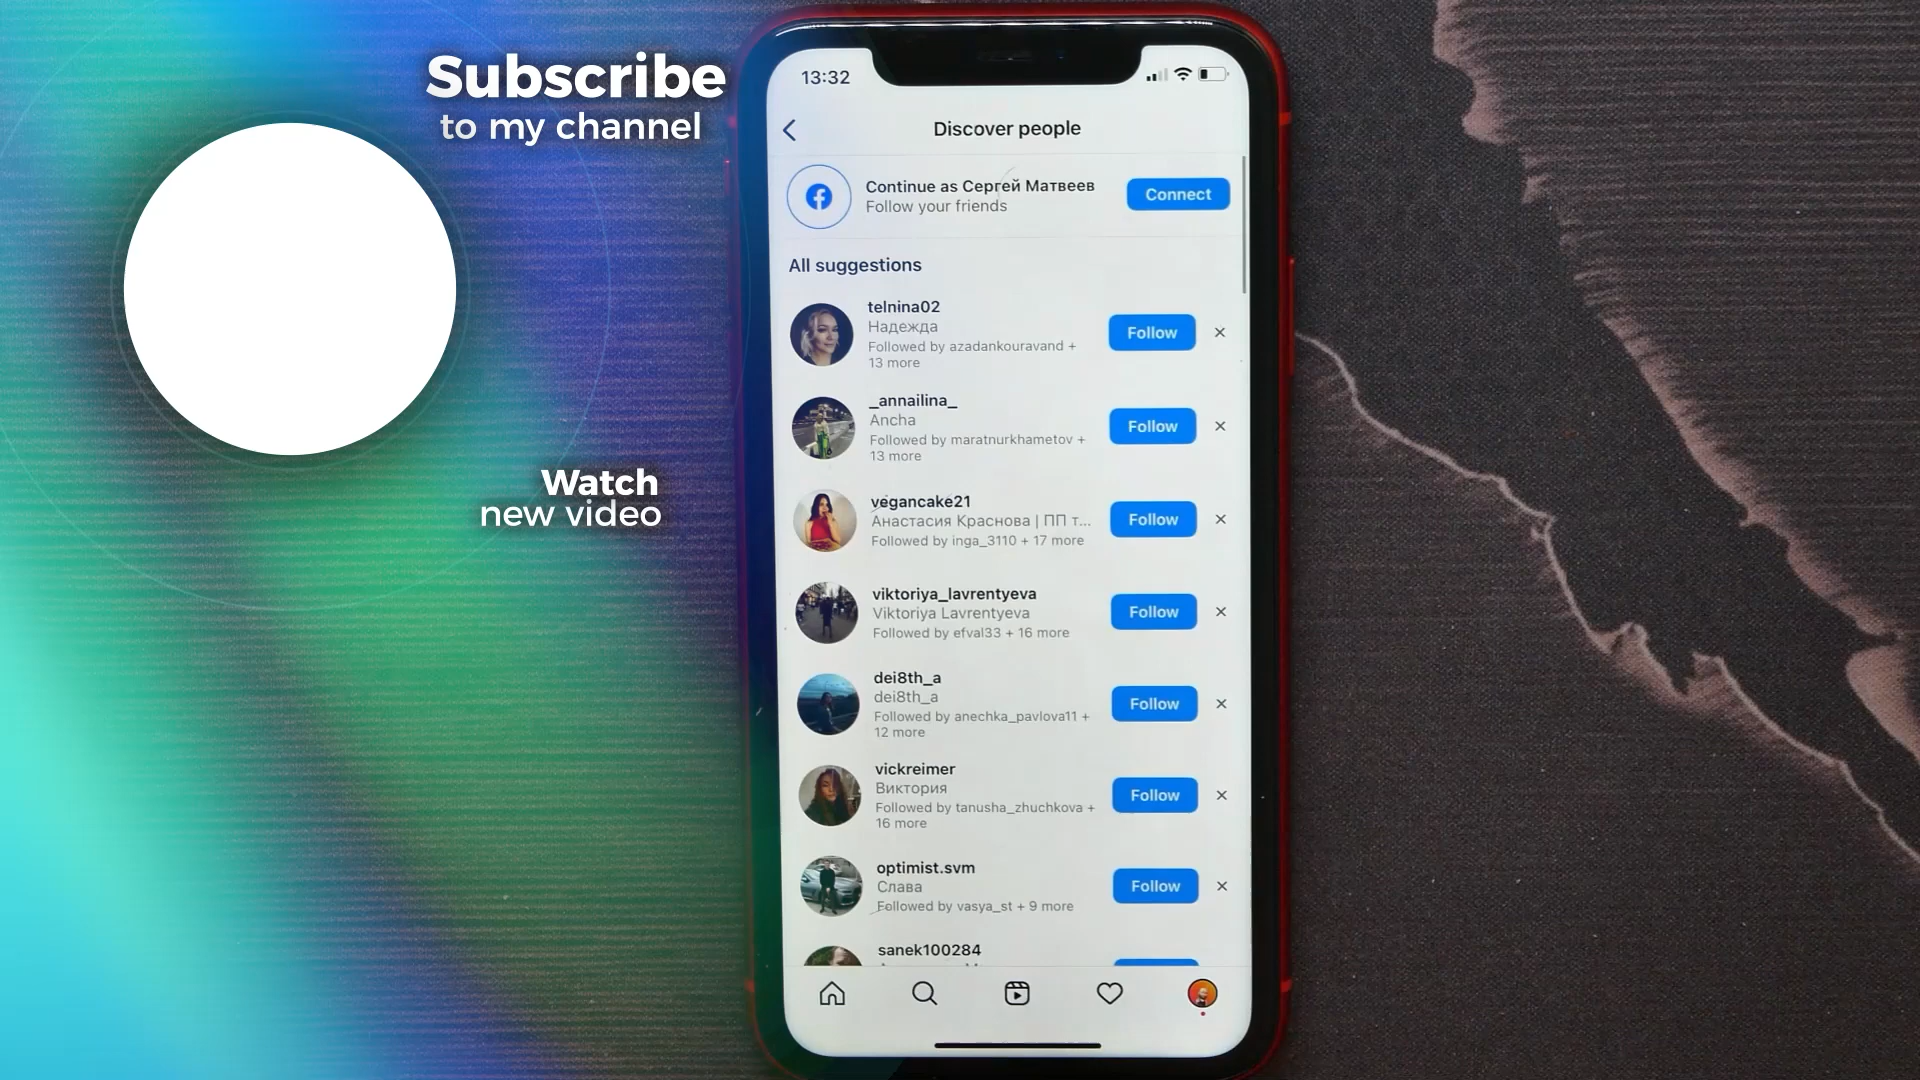 Subscribe
to my channel
Watch
new video
13:32
Discover people
Continue as Сергей Матвеев
Follow your friends
Connect
All suggestions
telnina02
Надежда
Followed by azadankouravand +
13 more
Follow
_annailina_
Ancha
Followed by maratnurkhametov +
13 more
Follow
vegancake21
Анастасия Краснова | ПП т...
Followed by inga_3110 + 17 more
Follow
viktoriya_lavrentyeva
Viktoriya Lavrentyeva
Followed by efval33 + 16 more
Follow
dei8th_a
dei8th_a
Followed by anechka_pavlova11 +
12 more
Follow
vickreimer
Виктория
Followed by tanusha_zhuchkova +
16 more
Follow
optimist.svm
Слава
Followed by vasya_st + 9 more
Follow
sanek100284